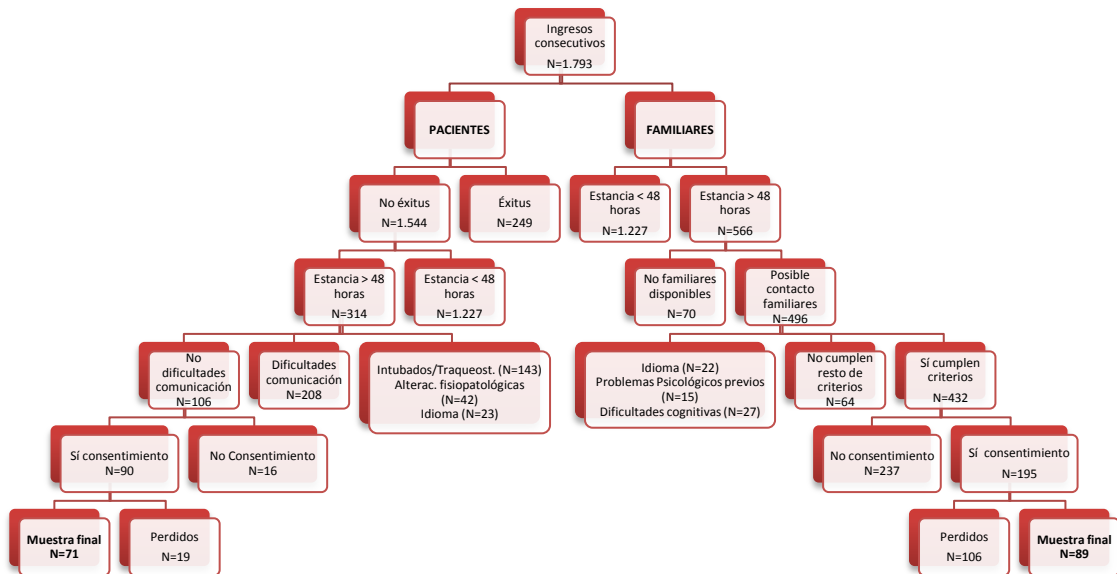 Ingresos
consecutivos
N=1.793
PACIENTES
FAMILIARES
No éxitus
N=1.544
Éxitus
N=249
Estancia < 48
horas
N=1.227
Estancia > 48
horas
N=566
Estancia > 48
horas
N=314
Estancia < 48
horas
N=1.227
No familiares
disponibles
N=70
Posible
contacto
familiares
N=496
No
dificultades
comunicación
N=106
Dificultades
comunicación
N=208
Intubados/Traqueost. (N=143)
Alterac. fisiopatológicas
(N=42)
Idioma (N=23)
Idioma (N=22)
Problemas Psicológicos previos
(N=15)
Dificultades cognitivas (N=27)
No cumplen
resto de
criterios
N=64
Sí cumplen
criterios
N=432
Sí consentimiento
N=90
No Consentimiento
N=16
No consentimiento
N=237
Sí consentimiento
N=195
Muestra final
N=71
Perdidos
N=19
Perdidos
N=106
Muestra final
N=89